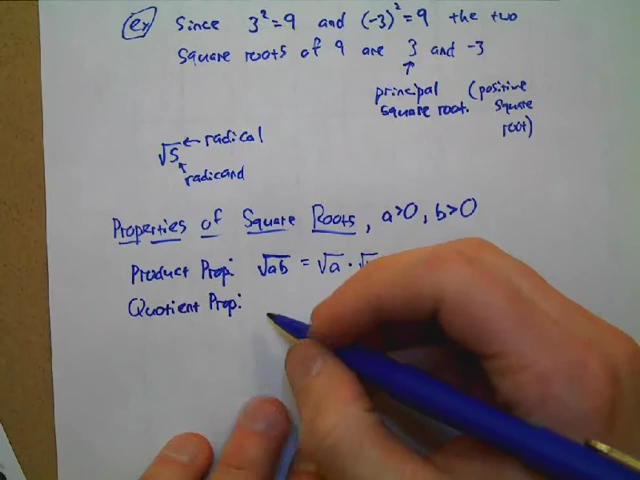 ex Since 3²=9 and (-3)²=9 the two
Square roots of 9 are 3 and -3
↑
principal square root. (positive square root)
√5 ← radical
radicand
Properties of Square Roots, a>0, b>0
Product Prop: √ab = √a · √
Quotient Prop: